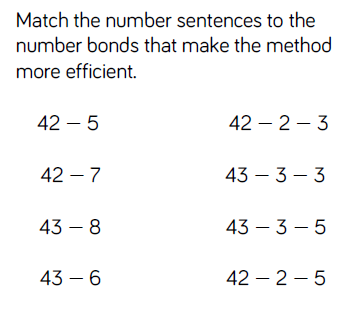 Match the number sentences to the
number bonds that make the method
more efficient.
42 – 5 42 – 2 – 3
42 – 7 43 – 3 – 3
43 – 8 43 – 3 – 5
43 – 6 42 – 2 – 5